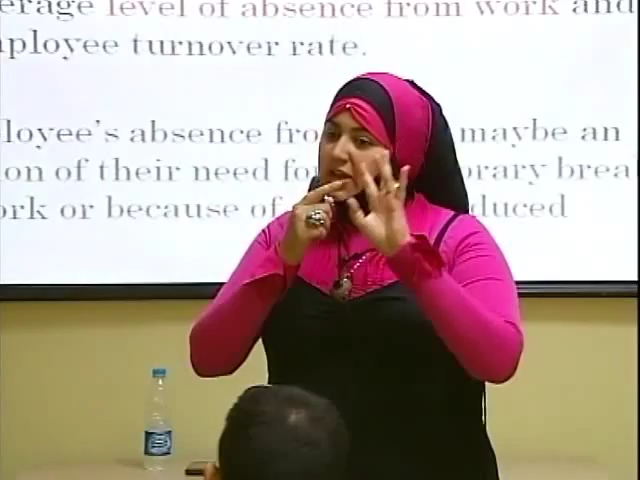 erage level of absence from work and
ployee turnover rate.
loyee's absence fro maybe an
on of their need for orary brea
ork or because of duced